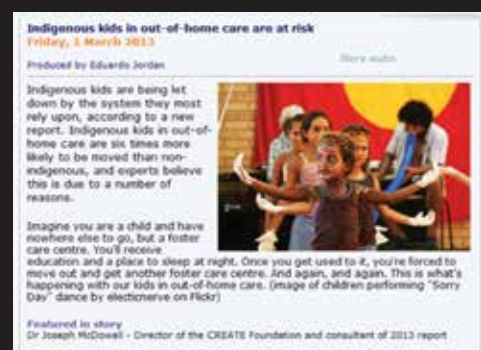 Indigenous kids in out-of-home care are at risk
Friday, 1 March 2013
Produced by Eduardo Jordan
Indigenous kids are being let
down by the system they most
rely upon, according to a new
report. Indigenous kids in out-of-
home care are six times more
likely to be moved than non-
indigenous, and experts believe
this is due to a number of
reasons.
Imagine you are a child and have
nowhere else to go, but a foster
care centre. You'll receive
education and a place to sleep at night. Once you get used to it, you're forced to
move out and get another foster care centre. And again, and again. This is what's
happening with our kids in out-of-home care. (image of children performing "Sorry
Day" dance by electicnerve on Flickr)
Featured in story
Dr Joseph McDowall - Director of the CREATE Foundation and consultant of 2013 report